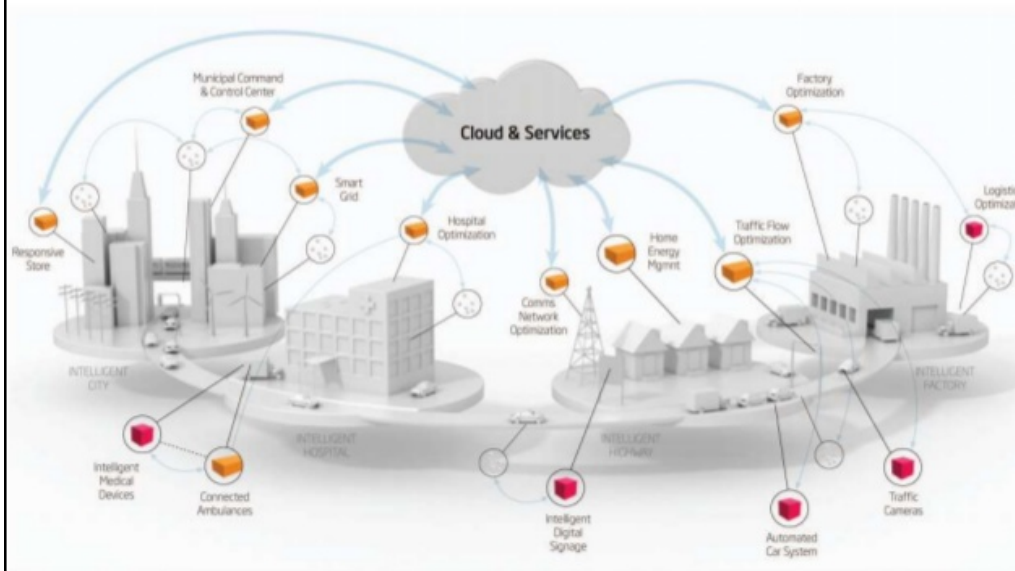 Municipal Command
& Control Center
Cloud & Services
Factory
Optimization
Smart
Grid
Responsive
Store
Hospital
Optimization
Comms
Network
Optimization
Home
Energy
Mgmnt
Traffic Flow
Optimization
INTELLIGENT
CITY
INTELLIGENT
HOSPITAL
INTELLIGENT
HIGHWAY
INTELLIGENT
FACTORY
Intelligent
Medical
Devices
Connected
Ambulances
Intelligent
Digital
Signage
Automated
Car System
Traffic
Cameras